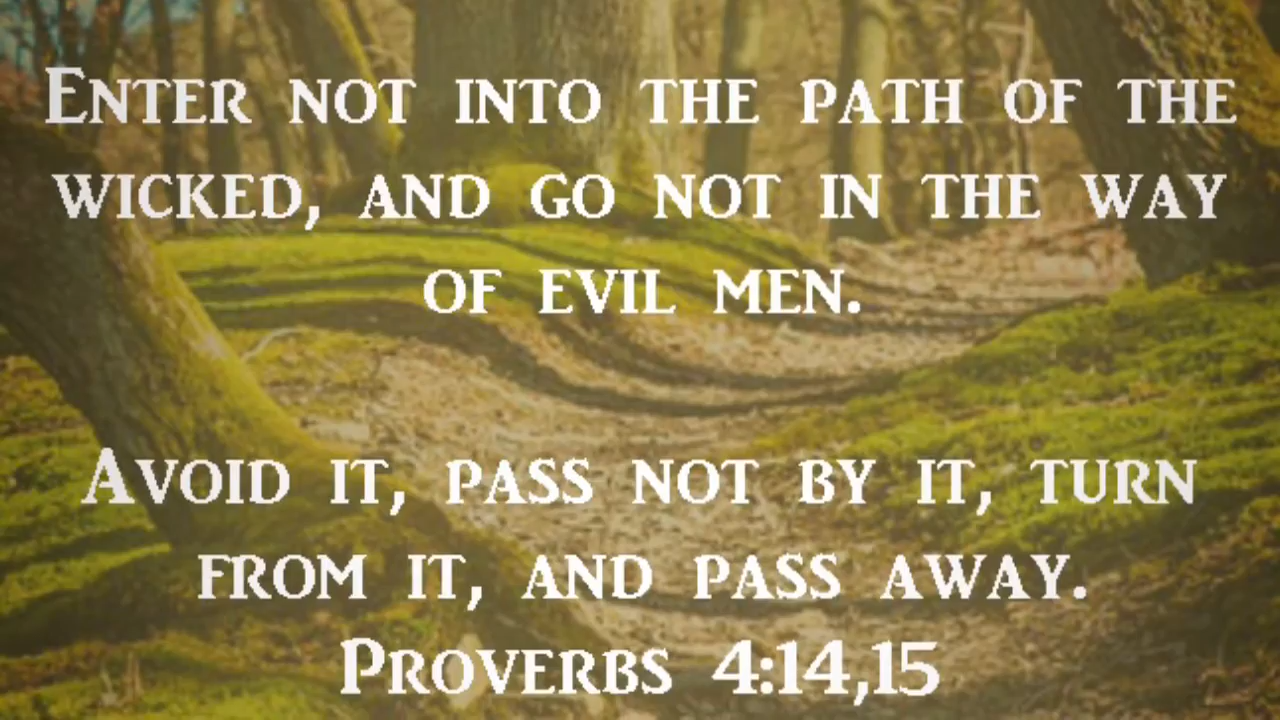 Enter not into the path of the
wicked, and go not in the way
of evil men.
Avoid it, pass not by it, turn
from it, and pass away.
Proverbs 4:14,15